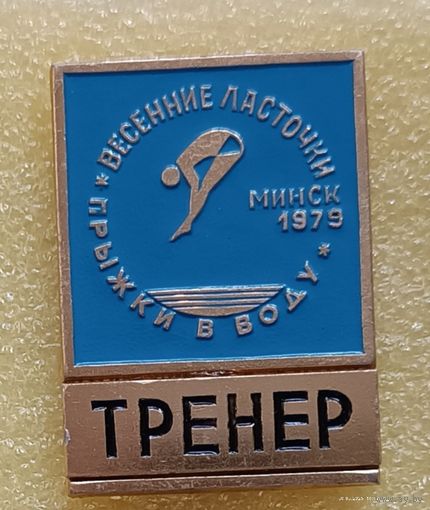 * ВЕСЕННИЕ ЛАСТОЧКИ *
ПРЫЖКИ В ВОДУ
МИНСК
1979
ТРЕНЕР